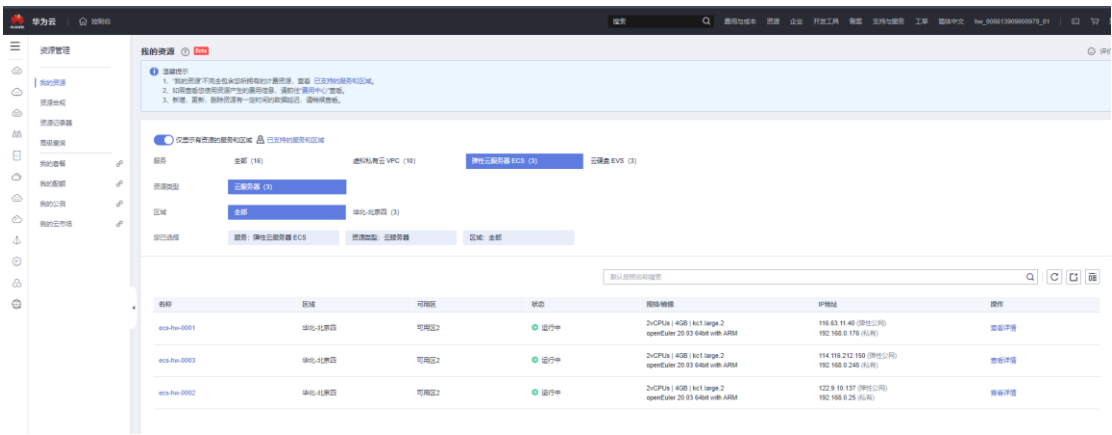 HUAWEI
华为云
控制台
搜索
费用与成本 资源 企业 开发工具 备案 支持与服务 工单 简体中文
资源管理
我的资源
资源合规
资源记录器
高级查询
我的套餐
我的配额
我的公测
我的云市场
我的资源 Beta
温馨提示
1、"我的资源"不完全包含您所拥有的计费资源，查看 已支持的服务和区域。
2、如需查看您使用资源产生的费用信息，请前往"费用中心"查看。
3、新增、更新、删除资源有一定时间的数据延迟，请稍候查看。
仅显示有资源的服务和区域 已支持的服务和区域
服务 全部 (16) 虚拟私有云 VPC (10) 弹性云服务器 ECS (3) 云硬盘 EVS (3)
资源类型 云服务器 (3)
区域 全部 华北-北京四 (3)
您已选择 服务：弹性云服务器 ECS 资源类型：云服务器 区域：全部
默认按照名称搜索
名称 区域 可用区 状态 规格/镜像 IP地址 操作
ecs-hw-0001 华北-北京四 可用区2 运行中 2vCPUs | 4GB | kc1.large.2 116.63.11.40 (弹性公网) 查看详情
openEuler 20.03 64bit with ARM 192.168.0.176 (私有)
ecs-hw-0003 华北-北京四 可用区2 运行中 2vCPUs | 4GB | kc1.large.2 114.116.212.150 (弹性公网) 查看详情
openEuler 20.03 64bit with ARM 192.168.0.248 (私有)
ecs-hw-0002 华北-北京四 可用区2 运行中 2vCPUs | 4GB | kc1.large.2 122.9.10.137 (弹性公网) 查看详情
openEuler 20.03 64bit with ARM 192.168.0.25 (私有)